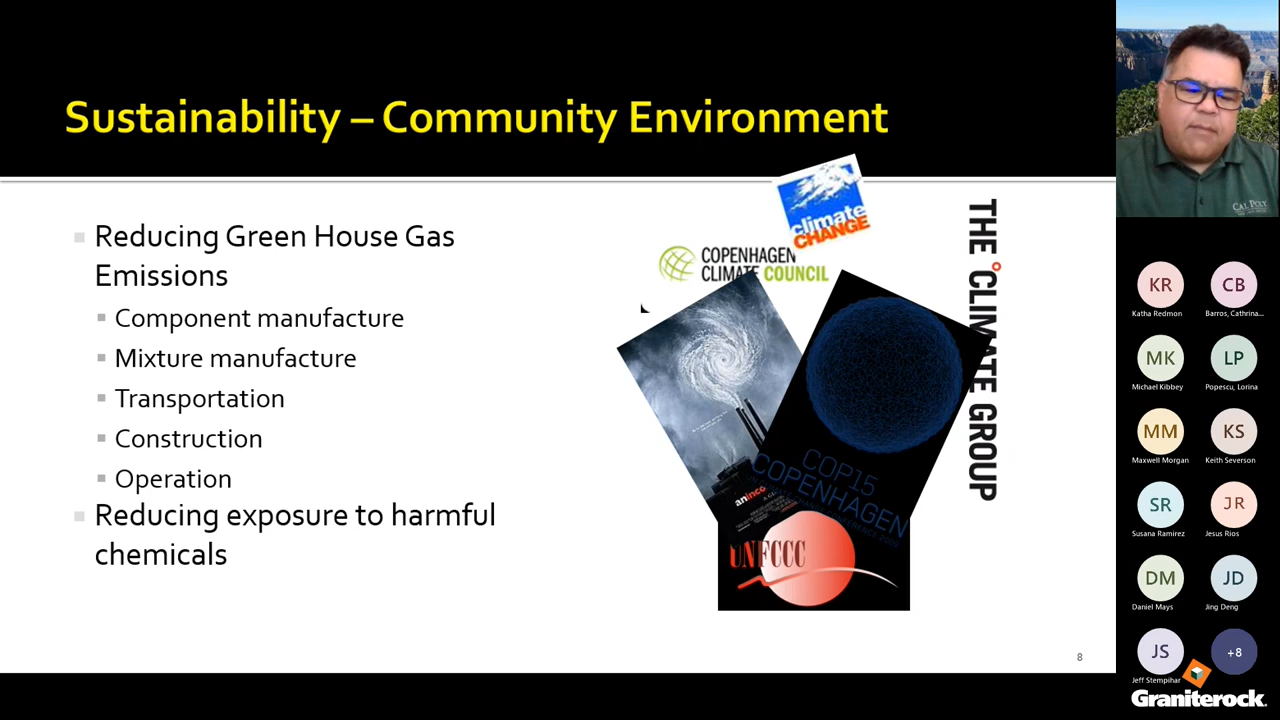 Sustainability – Community Environment
Reducing Green House Gas
Emissions
Component manufacture
Mixture manufacture
Transportation
Construction
Operation
Reducing exposure to harmful
chemicals
climate
CHANGE
COPENHAGEN
CLIMATE COUNCIL
THE CLIMATE GROUP
COP15
COPENHAGEN
UNFCCC
8
CAL POLY
KR CB
Katha Redmon Barros, Cathrina...
MK LP
Michael Kibbey Popescu, Lorina
MM KS
Maxwell Morgan Keith Severson
SR JR
Susana Ramirez Jesus Rios
DM JD
Daniel Mays Jing Deng
JS +8
Jeff Stempihar
Graniterock